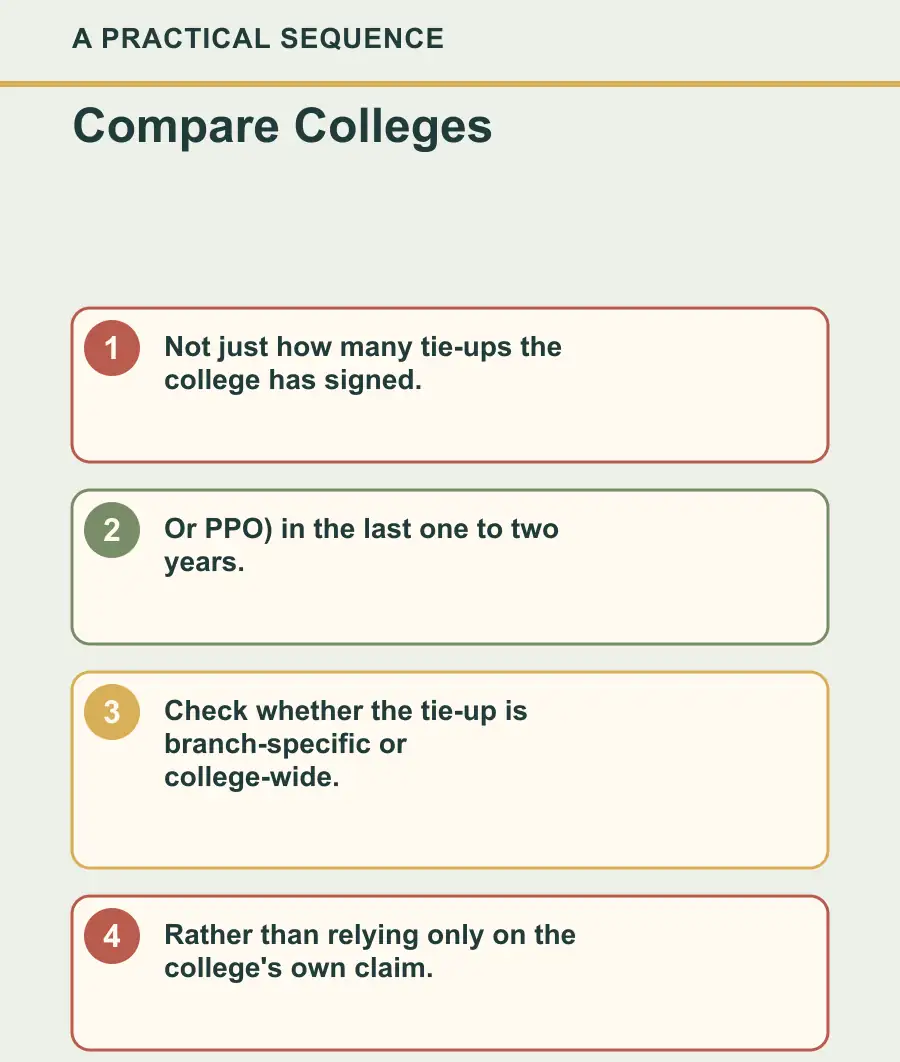 A PRACTICAL SEQUENCE
Compare Colleges
1
Not just how many tie-ups the
college has signed.
2
Or PPO) in the last one to two
years.
3
Check whether the tie-up is
branch-specific or
college-wide.
4
Rather than relying only on the
college's own claim.